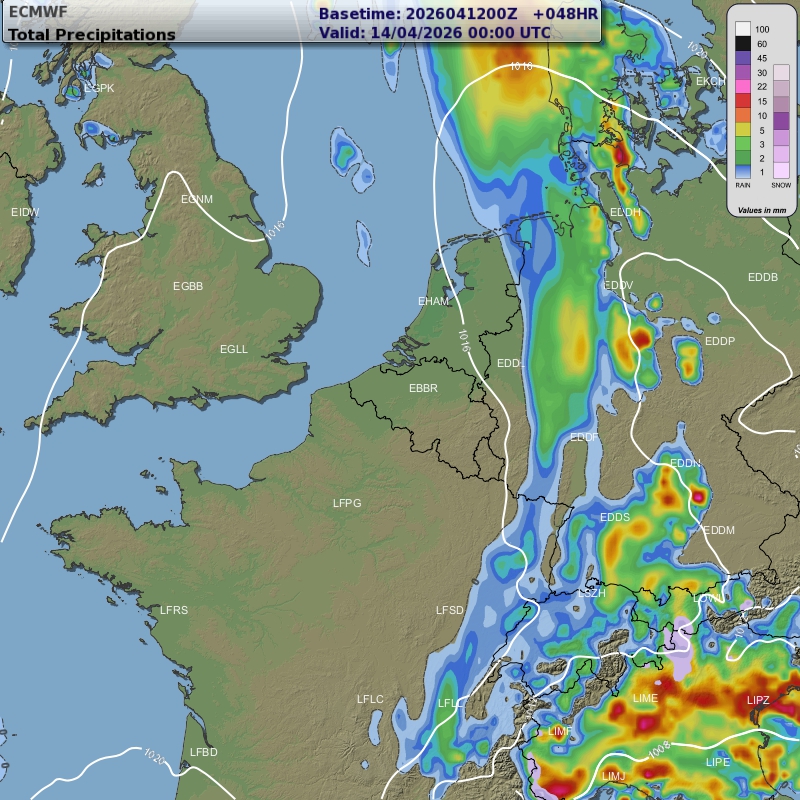 ECMWF
Basetime: 2026041200Z +048HR
Total Precipitations
Valid: 14/04/2026 00:00 UTC
100
60
45
30
22
15
10
5
3
2
1
RAIN SNOW
Values in mm
1016
1020
EGPK
EKCH
EIDW
EGNM
EDDH
1016
EGBB
EDDV
EDDB
EHAM
1016
EGLL
EDDP
EDDL
EBBR
EDDF
EDDN
LFPG
EDDS
EDDM
LSZH
LOWI
LFRS
LFSD
LFLC
LFLL
LIME
LIPZ
LIMF
1008
1020
LFBD
LIPE
LIMJ